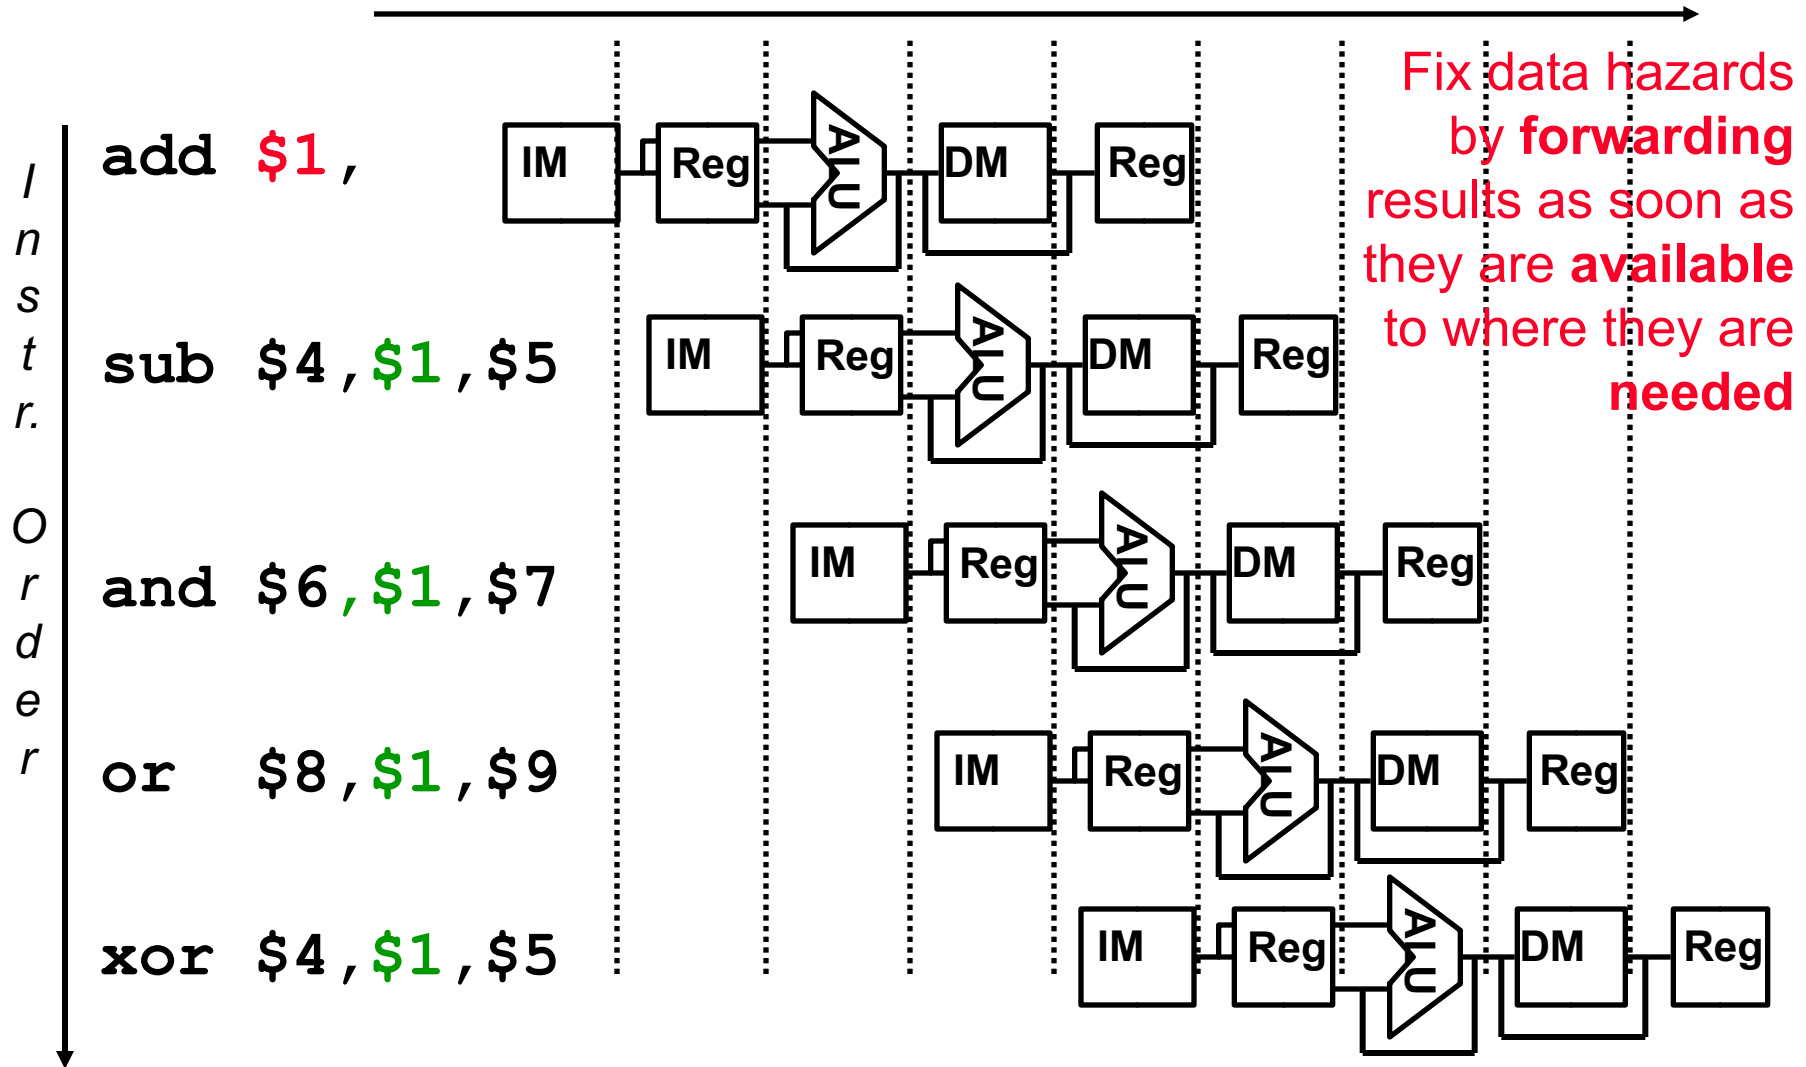 Fix data hazards
by forwarding
results as soon as
they are available
to where they are
needed
Instr. Order
add $1,
IM Reg ALU DM Reg
sub $4,$1,$5
IM Reg ALU DM Reg
and $6,$1,$7
IM Reg ALU DM Reg
or $8,$1,$9
IM Reg ALU DM Reg
xor $4,$1,$5
IM Reg ALU DM Reg